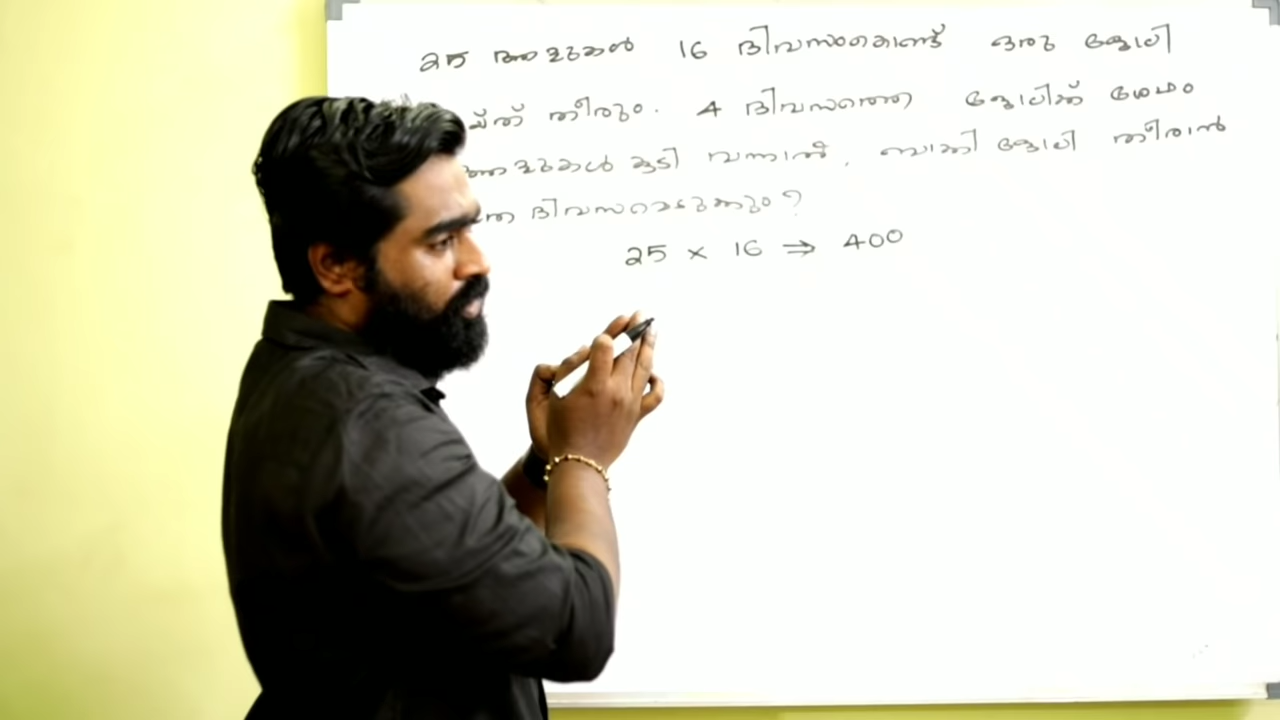 25 ആളുകൾ 16 ദിവസംകൊണ്ട് ഒരു ജോലി
ചെയ്ത് തീരും. 4 ദിവസത്തെ ജോലിക്ക് ശേഷം
ആളുകൾ കൂടി വന്നാൽ, ബാക്കി ജോലി തീരാൻ
ദിവസമെടുക്കും?
25 × 16 ⇒ 400